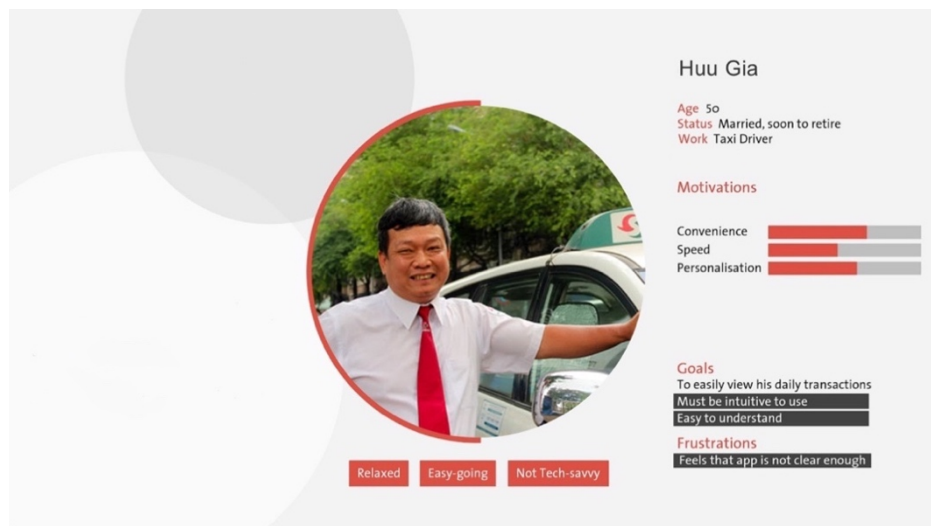 Huu Gia
Age 50
Status Married, soon to retire
Work Taxi Driver
Motivations
Convenience
Speed
Personalisation
Goals
To easily view his daily transactions
Must be intuitive to use
Easy to understand
Frustrations
Feels that app is not clear enough
Relaxed
Easy-going
Not Tech-savvy